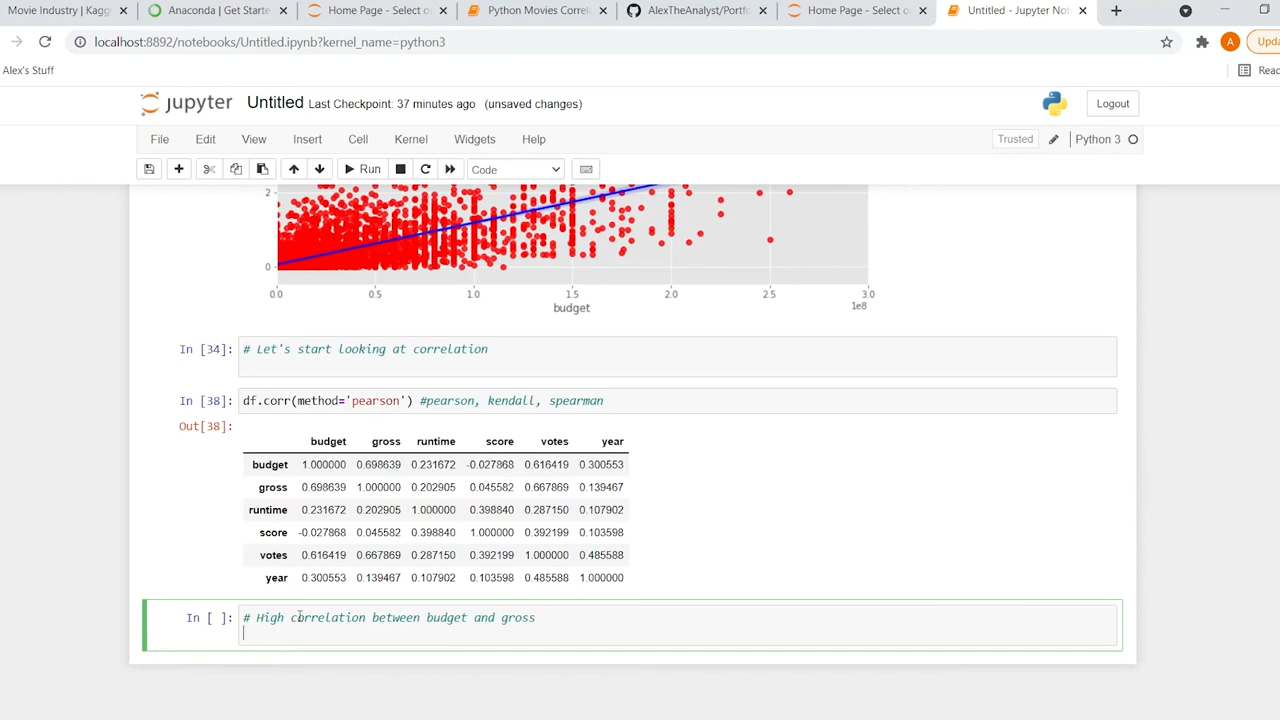 Movie Industry | Kagg
Anaconda | Get Starte
Home Page - Select o
Python Movies Correla
AlexTheAnalyst/Portfo
Home Page - Select o
Untitled - Jupyter Not
localhost:8892/notebooks/Untitled.ipynb?kernel_name=python3
A
Upda
Alex's Stuff
Read
jupyter Untitled Last Checkpoint: 37 minutes ago (unsaved changes)
Logout
File Edit View Insert Cell Kernel Widgets Help
Trusted
Python 3
Run
Code
2
0
0.0 0.5 1.0 1.5 2.0 2.5 3.0
budget
1e8
In [34]: # Let's start looking at correlation
In [38]: df.corr(method='pearson') #pearson, kendall, spearman
Out[38]:
budget gross runtime score votes year
budget 1.000000 0.698639 0.231672 -0.027868 0.616419 0.300553
gross 0.698639 1.000000 0.202905 0.045582 0.667869 0.139467
runtime 0.231672 0.202905 1.000000 0.398840 0.287150 0.107902
score -0.027868 0.045582 0.398840 1.000000 0.392199 0.103598
votes 0.616419 0.667869 0.287150 0.392199 1.000000 0.485588
year 0.300553 0.139467 0.107902 0.103598 0.485588 1.000000
In [ ]: # High correlation between budget and gross